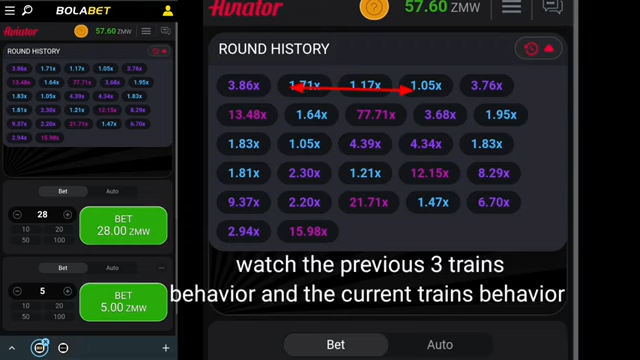 BOLABET
Aviator
57.60 ZMW
ROUND HISTORY
3.86x 1.71x 1.17x 1.05x 3.76x
13.48x 1.64x 77.71x 3.68x 1.95x
1.83x 1.05x 4.39x 4.34x 1.83x
1.81x 2.30x 1.21x 12.15x 8.29x
9.37x 2.20x 21.71x 1.47x 6.70x
2.94x 15.98x
Bet Auto
28
10 20
50 100
BET
28.00 ZMW
Bet Auto
5
10 20
50 100
BET
5.00 ZMW
Aviator
57.60 ZMW
ROUND HISTORY
3.86x 1.71x 1.17x 1.05x 3.76x
13.48x 1.64x 77.71x 3.68x 1.95x
1.83x 1.05x 4.39x 4.34x 1.83x
1.81x 2.30x 1.21x 12.15x 8.29x
9.37x 2.20x 21.71x 1.47x 6.70x
2.94x 15.98x
watch the previous 3 trains
behavior and the current trains behavior
Bet Auto